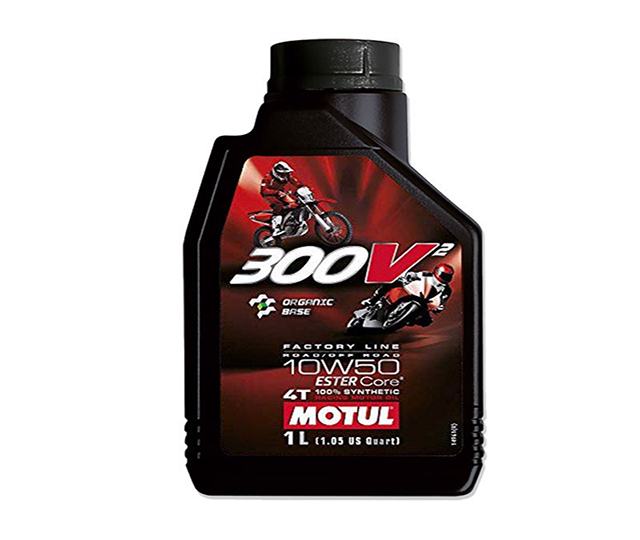 300V²
ORGANIC
BASE
FACTORY LINE
ROAD/OFF ROAD
10W50
ESTER Core®
4T 100% SYNTHETIC
RACING MOTOR OIL
MOTUL
1L (1.05 US Quart)